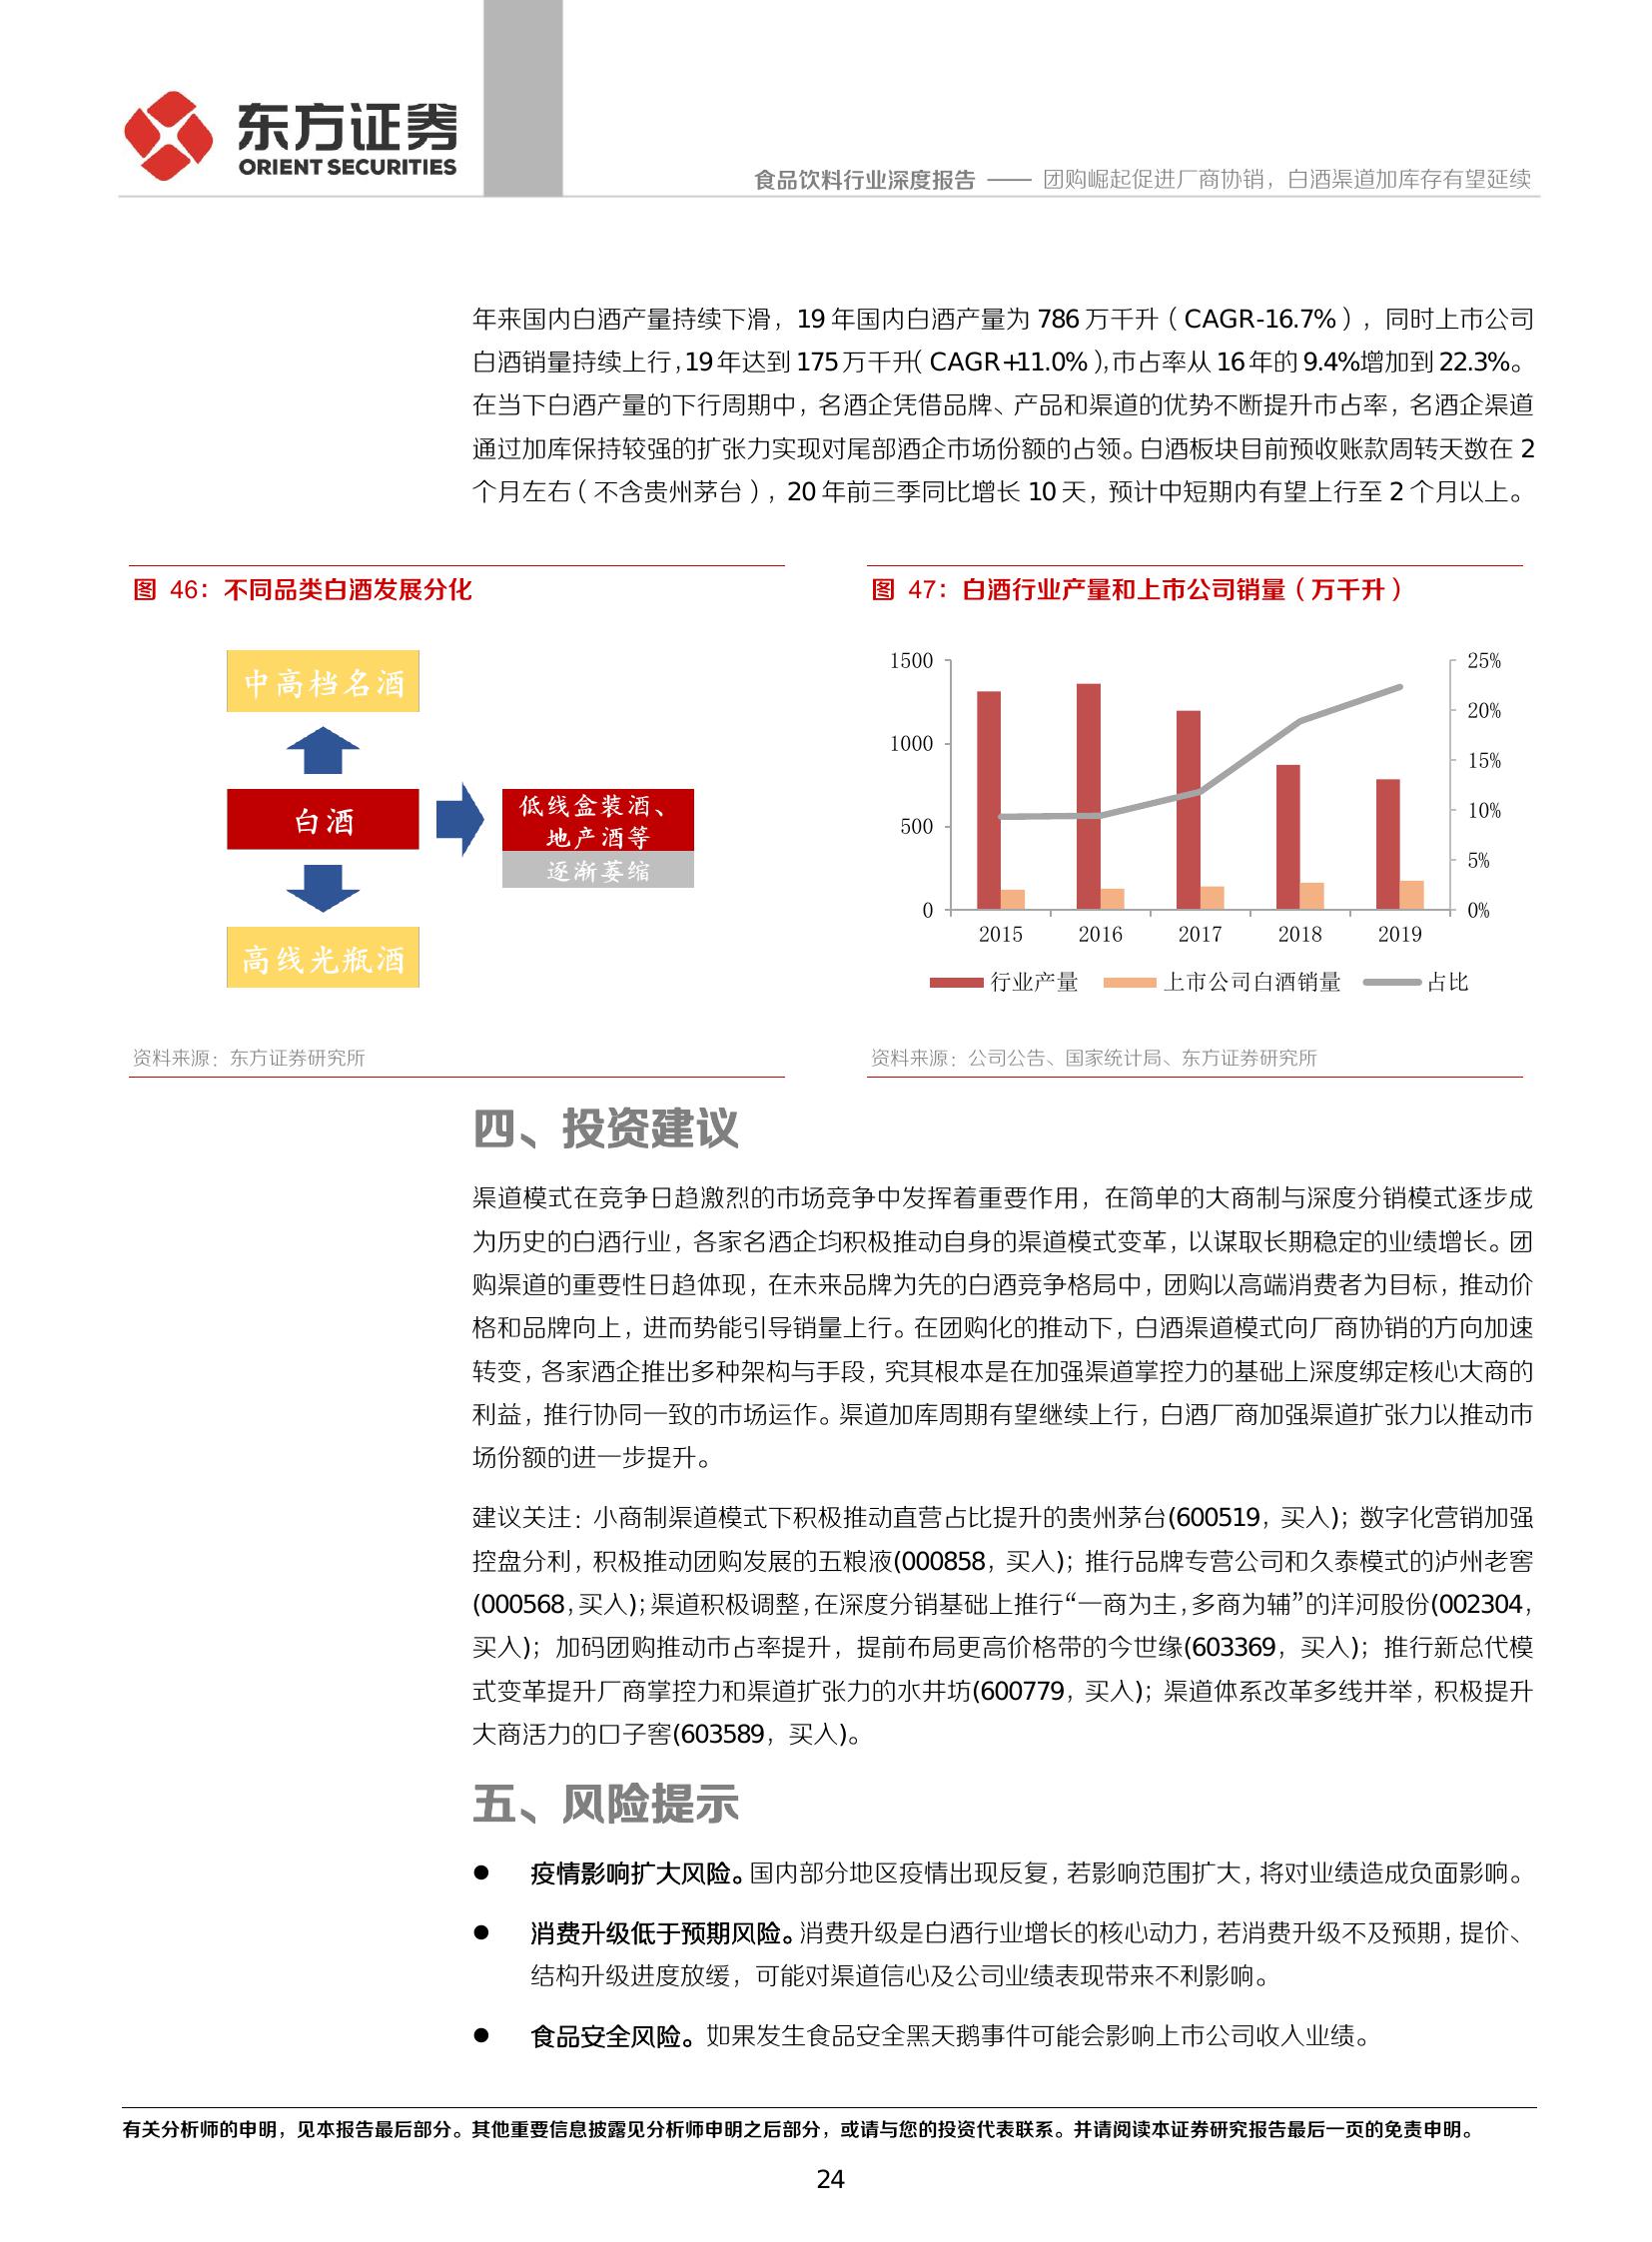 东方证券
ORIENT SECURITIES
食品饮料行业深度报告 —— 团购崛起促进厂商协销，白酒渠道加库存有望延续
年来国内白酒产量持续下滑，19 年国内白酒产量为 786 万千升（CAGR-16.7%），同时上市公司
白酒销量持续上行，19 年达到 175 万千升（CAGR+11.0%），市占率从 16 年的 9.4%增加到 22.3%。
在当下白酒产量的下行周期中，名酒企凭借品牌、产品和渠道的优势不断提升市占率，名酒企渠道
通过加库保持较强的扩张力实现对尾部酒企市场份额的占领。白酒板块目前预收账款周转天数在 2
个月左右（不含贵州茅台），20 年前三季同比增长 10 天，预计中短期内有望上行至 2 个月以上。
图 46：不同品类白酒发展分化
中高档名酒
白酒
低线盒装酒、
地产酒等
逐渐萎缩
高线光瓶酒
资料来源：东方证券研究所
图 47：白酒行业产量和上市公司销量（万千升）
1500
1000
500
0
25%
20%
15%
10%
5%
0%
2015 2016 2017 2018 2019
行业产量 上市公司白酒销量 占比
资料来源：公司公告、国家统计局、东方证券研究所
四、投资建议
渠道模式在竞争日趋激烈的市场竞争中发挥着重要作用，在简单的大商制与深度分销模式逐步成
为历史的白酒行业，各家名酒企均积极推动自身的渠道模式变革，以谋取长期稳定的业绩增长。团
购渠道的重要性日趋体现，在未来品牌为先的白酒竞争格局中，团购以高端消费者为目标，推动价
格和品牌向上，进而势能引导销量上行。在团购化的推动下，白酒渠道模式向厂商协销的方向加速
转变，各家酒企推出多种架构与手段，究其根本是在加强渠道掌控力的基础上深度绑定核心大商的
利益，推行协同一致的市场运作。渠道加库周期有望继续上行，白酒厂商加强渠道扩张力以推动市
场份额的进一步提升。
建议关注：小商制渠道模式下积极推动直营占比提升的贵州茅台(600519，买入)；数字化营销加强
控盘分利，积极推动团购发展的五粮液(000858，买入)；推行品牌专营公司和久泰模式的泸州老窖
(000568，买入)；渠道积极调整，在深度分销基础上推行“一商为主，多商为辅”的洋河股份(002304，
买入)；加码团购推动市占率提升，提前布局更高价格带的今世缘(603369，买入)；推行新总代模
式变革提升厂商掌控力和渠道扩张力的水井坊(600779，买入)；渠道体系改革多线并举，积极提升
大商活力的口子窖(603589，买入)。
五、风险提示
● 疫情影响扩大风险。国内部分地区疫情出现反复，若影响范围扩大，将对业绩造成负面影响。
● 消费升级低于预期风险。消费升级是白酒行业增长的核心动力，若消费升级不及预期，提价、
结构升级进度放缓，可能对渠道信心及公司业绩表现带来不利影响。
● 食品安全风险。如果发生食品安全黑天鹅事件可能会影响上市公司收入业绩。
有关分析师的申明，见本报告最后部分。其他重要信息披露见分析师申明之后部分，或请与您的投资代表联系。并请阅读本证券研究报告最后一页的免责申明。
24